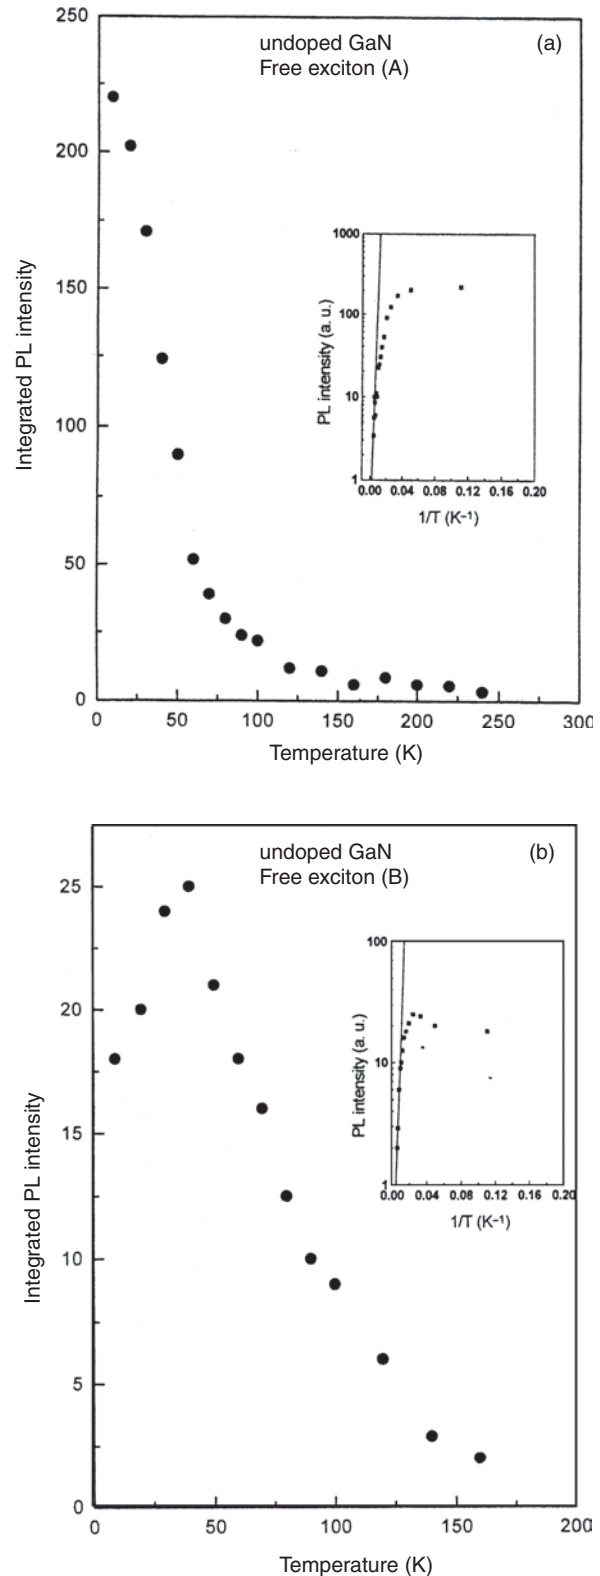 250
undoped GaN (a)
Free exciton (A)
200
150
100
50
0
Integrated PL intensity
1000
100
10
1
PL intensity (a. u.)
0.00 0.04 0.08 0.12 0.16 0.20
1/T (K⁻¹)
0 50 100 150 200 250 300
Temperature (K)
undoped GaN (b)
Free exciton (B)
25
20
15
10
5
0
Integrated PL intensity
100
10
1
PL intensity (a. u.)
0.00 0.04 0.08 0.12 0.16 0.20
1/T (K⁻¹)
0 50 100 150 200
Temperature (K)